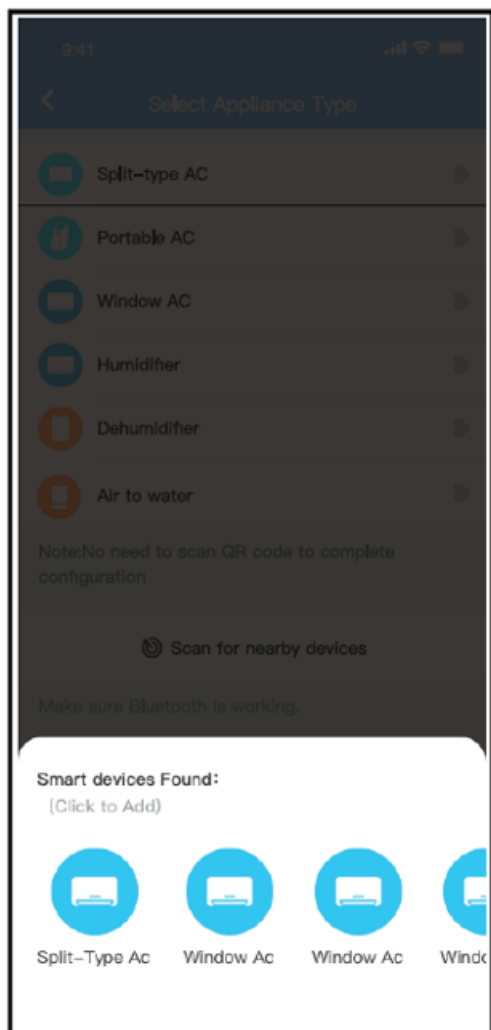 9:41
Select Appliance Type
Split-type AC
Portable AC
Window AC
Humidifier
Dehumidifier
Air to water
Note:No need to scan QR code to complete
configuration
Scan for nearby devices
Make sure Bluetooth is working.
Smart devices Found:
(Click to Add)
Split-Type Ac Window Ac Window Ac Windo